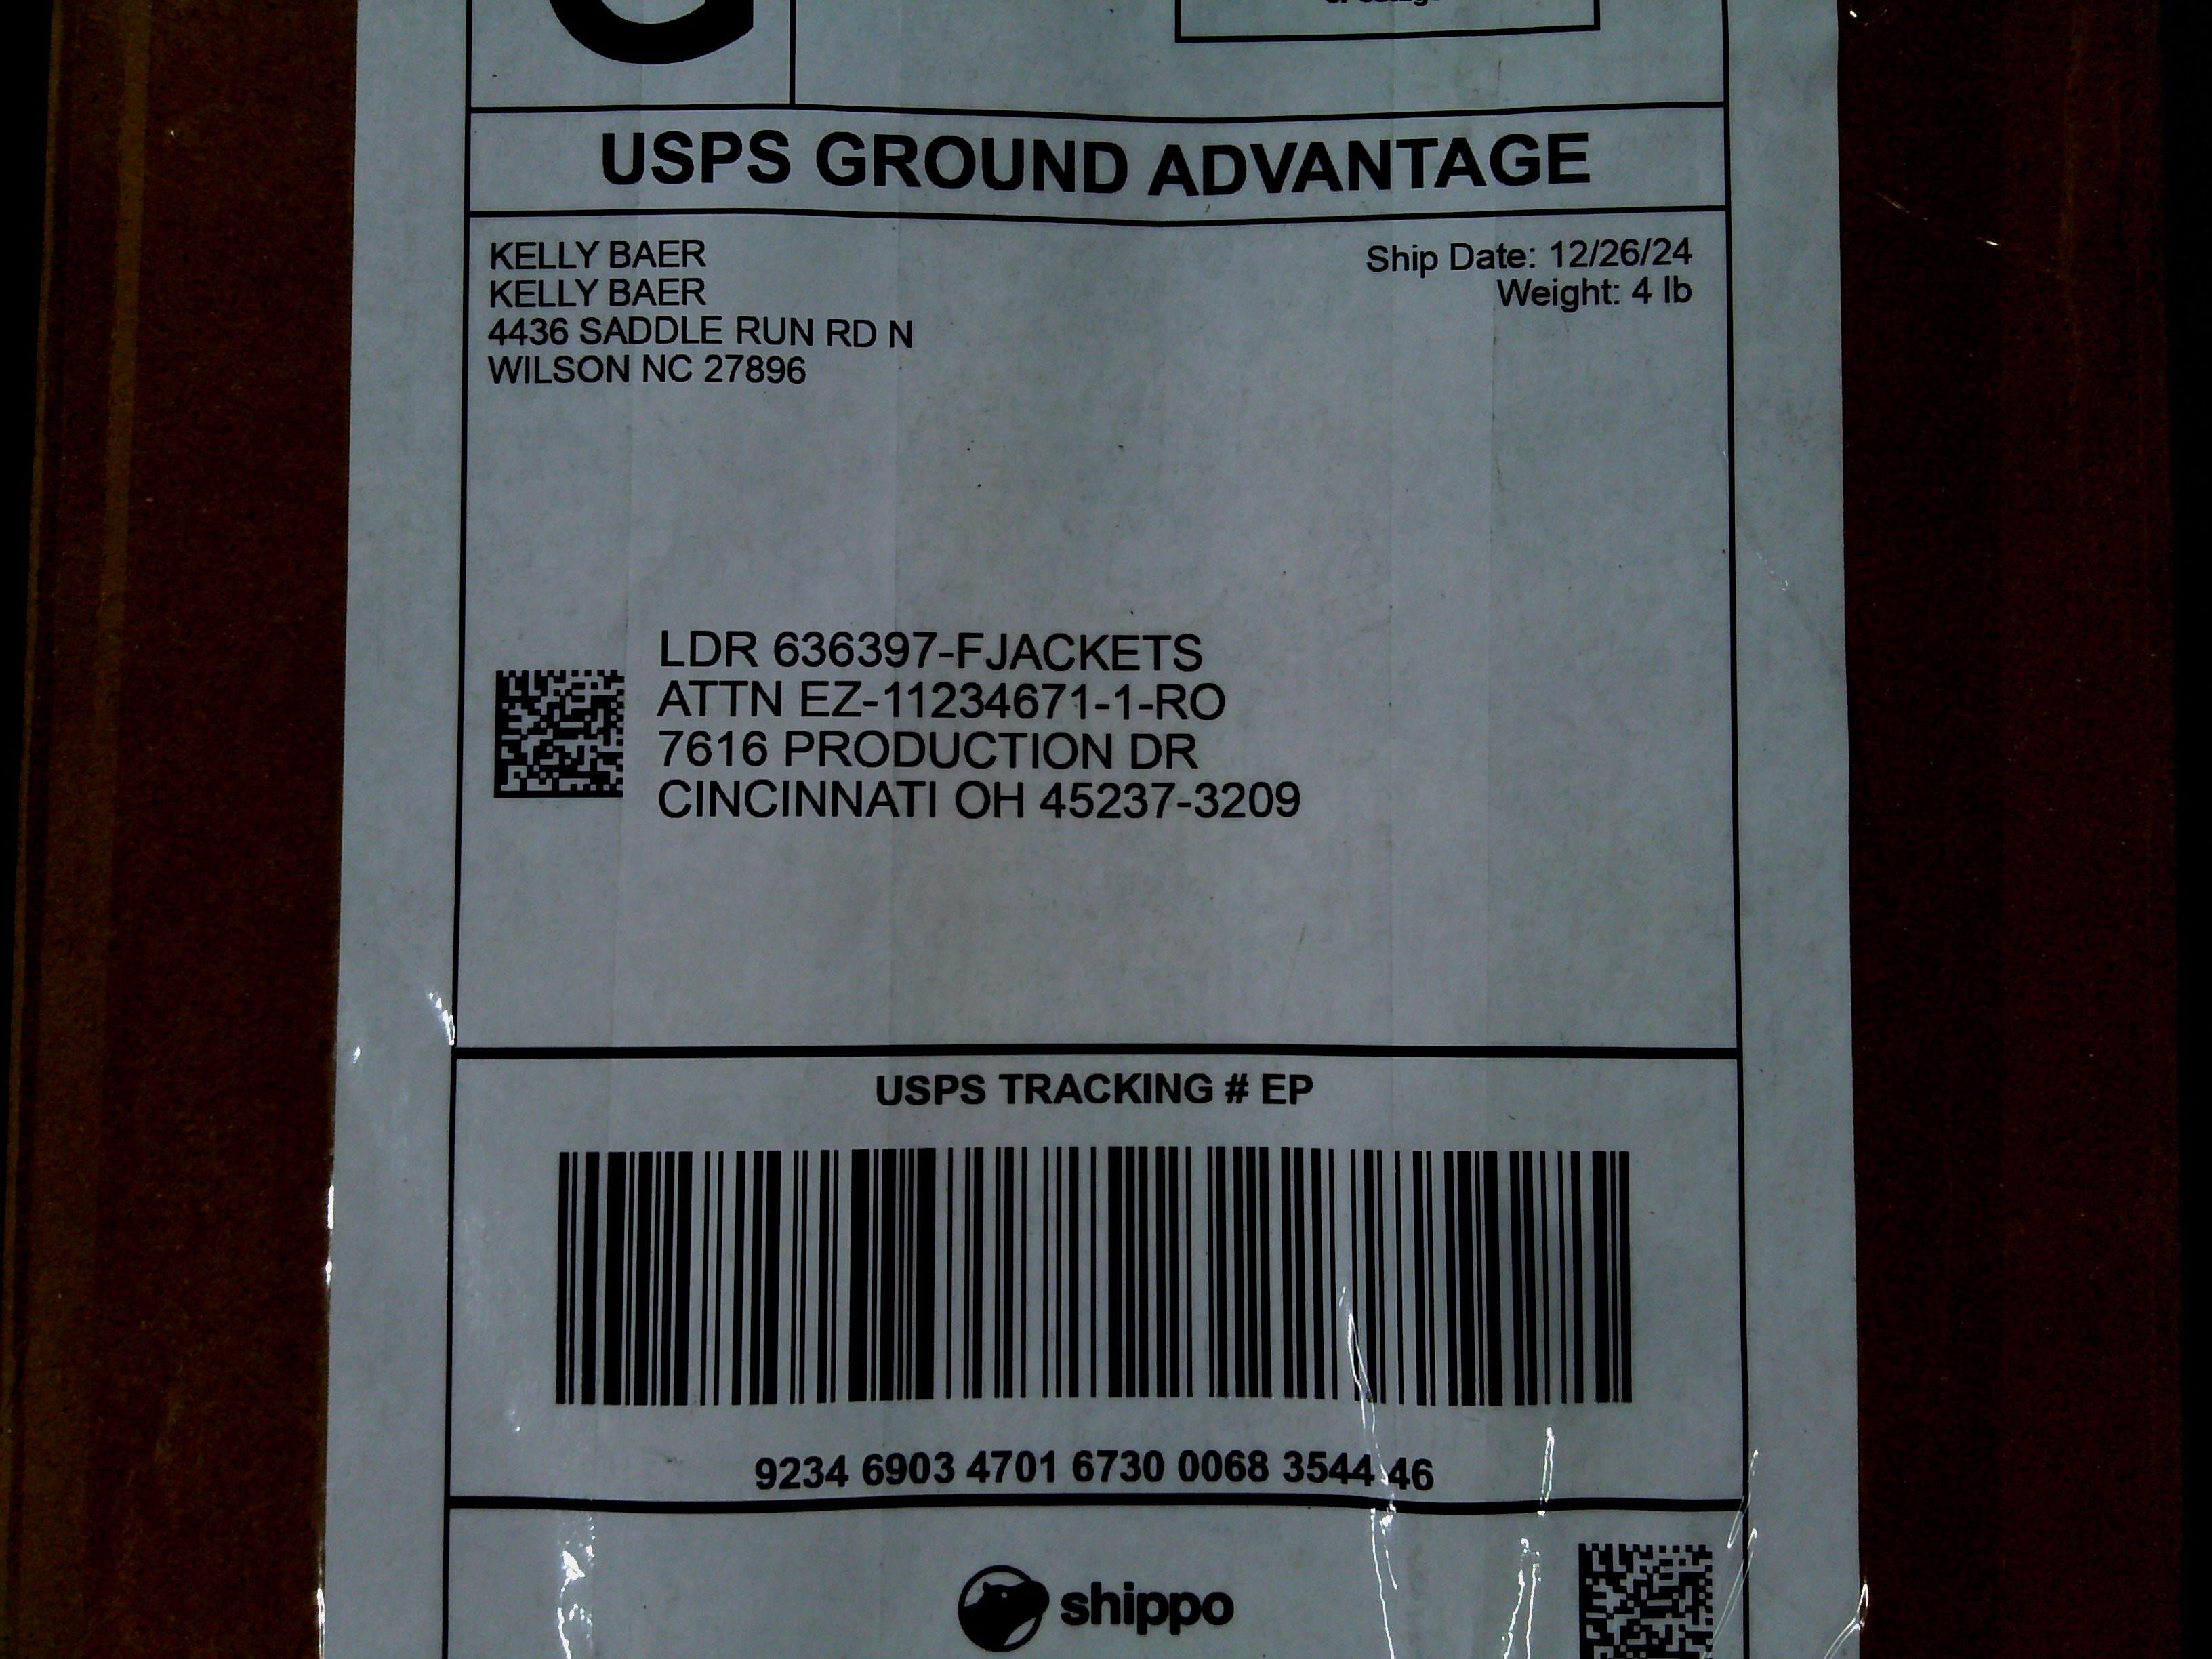 USPS GROUND ADVANTAGE
KELLY BAER
KELLY BAER
4436 SADDLE RUN RD N
WILSON NC 27896
Ship Date: 12/26/24
Weight: 4 lb
LDR 636397-FJACKETS
ATTN EZ-11234671-1-RO
7616 PRODUCTION DR
CINCINNATI OH 45237-3209
USPS TRACKING # EP
9234 6903 4701 6730 0068 3544 46
shippo